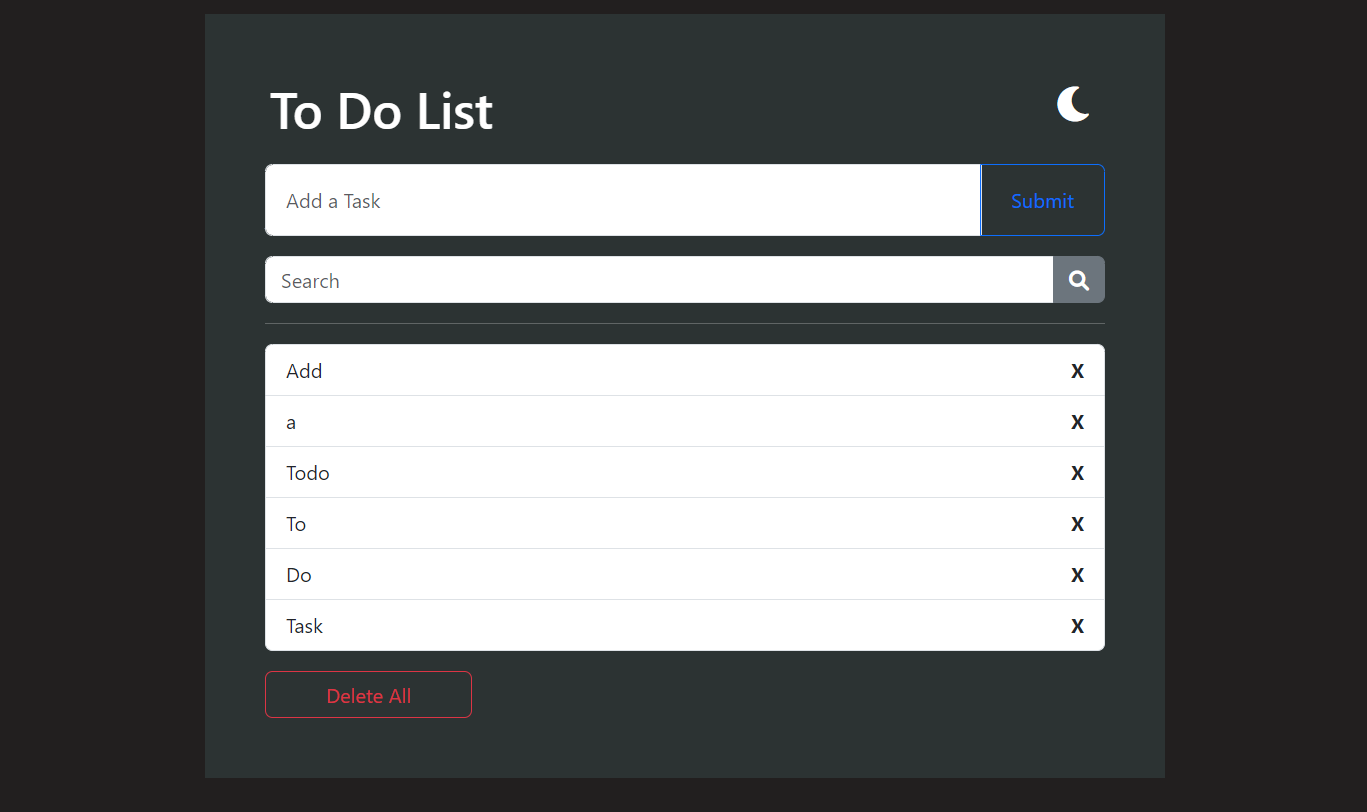 To Do List
Add a Task
Submit
Search
Add X
a X
Todo X
To X
Do X
Task X
Delete All